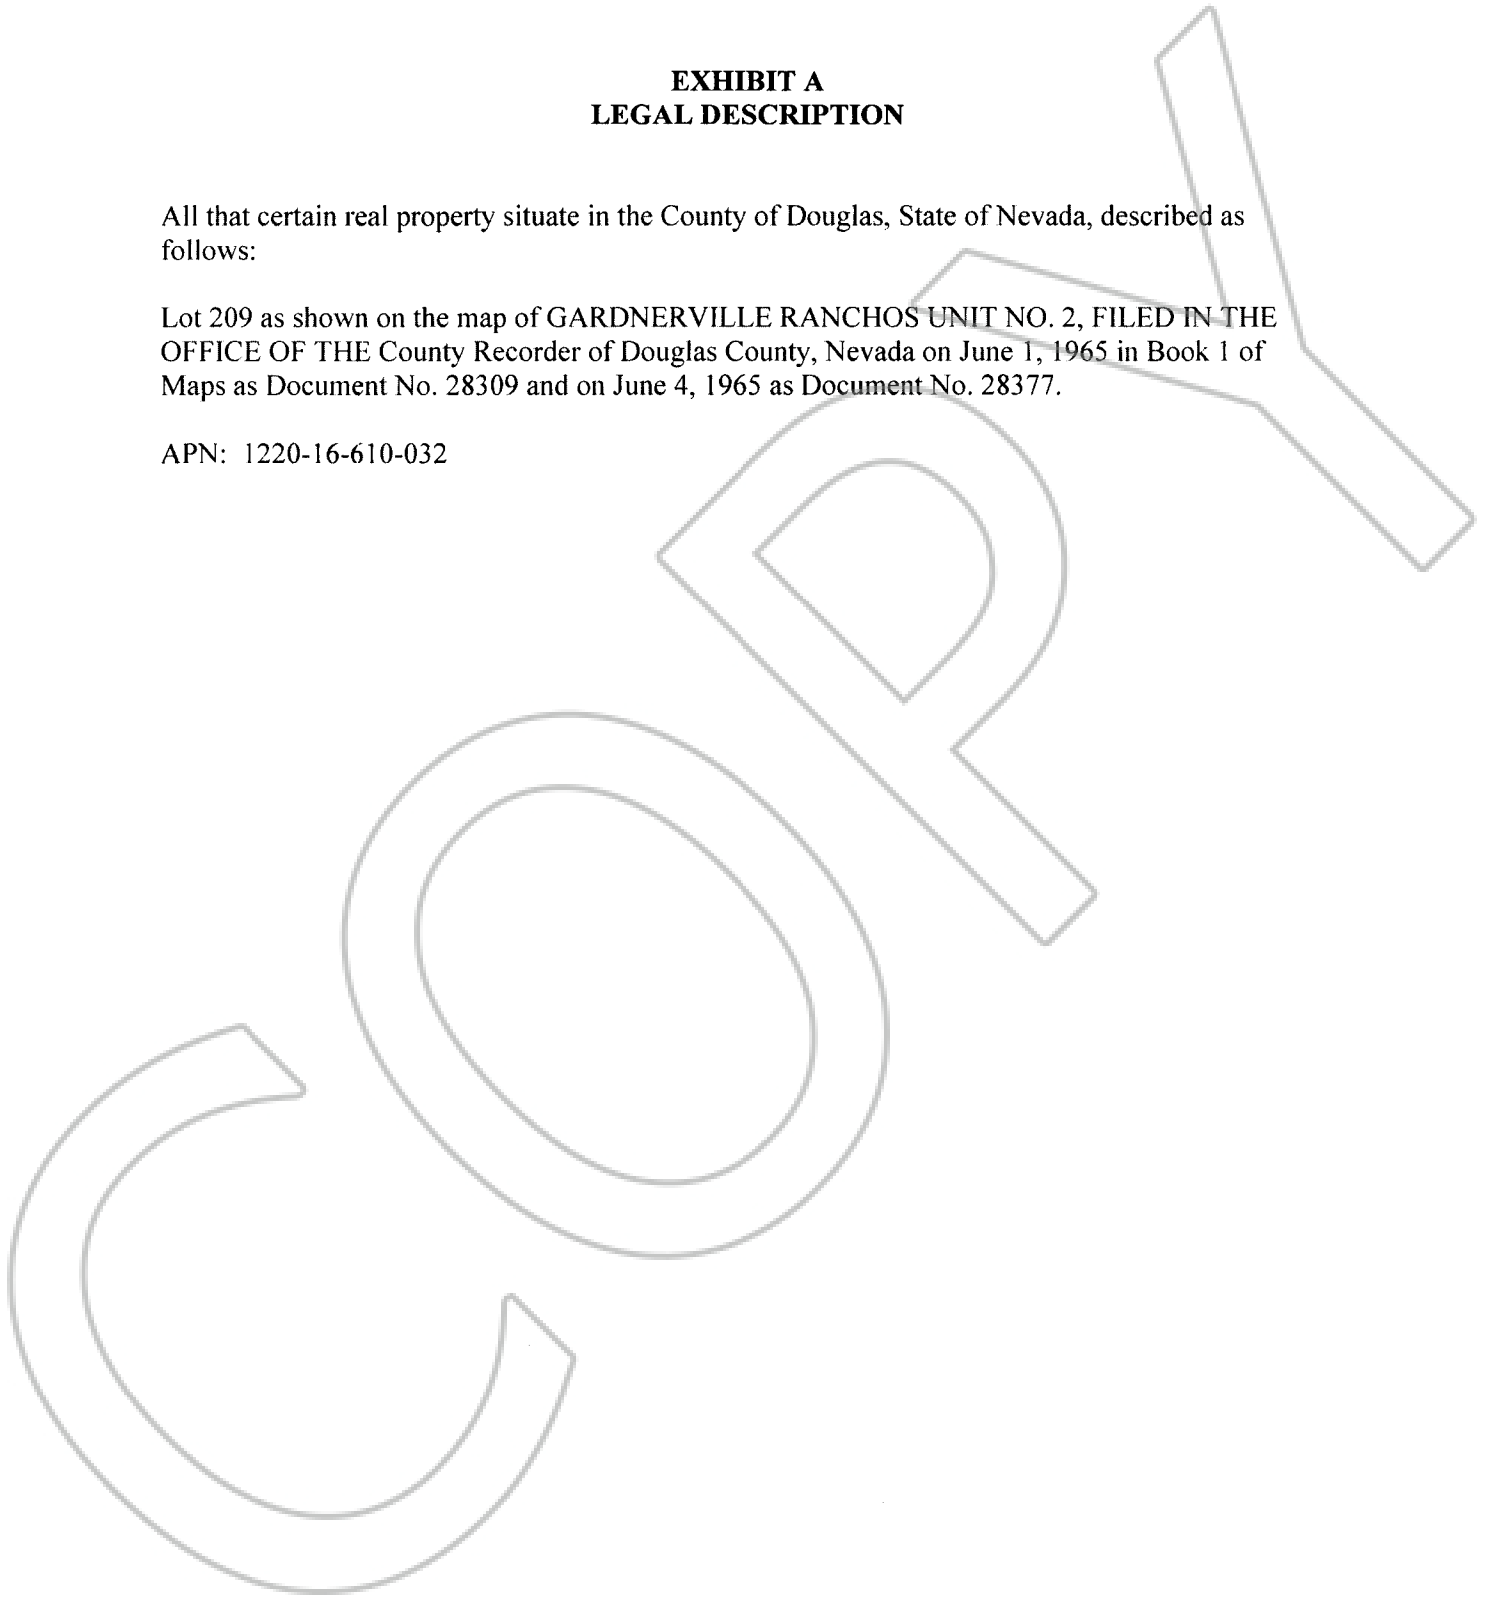 EXHIBIT A
LEGAL DESCRIPTION
All that certain real property situate in the County of Douglas, State of Nevada, described as
follows:
Lot 209 as shown on the map of GARDNERVILLE RANCHOS UNIT NO. 2, FILED IN THE
OFFICE OF THE County Recorder of Douglas County, Nevada on June 1, 1965 in Book 1 of
Maps as Document No. 28309 and on June 4, 1965 as Document No. 28377.
APN: 1220-16-610-032
COPY